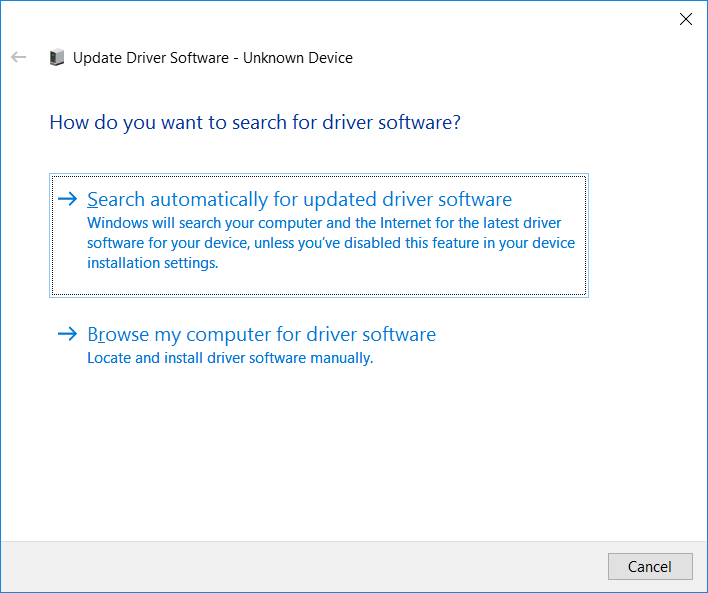 Update Driver Software - Unknown Device
How do you want to search for driver software?
Search automatically for updated driver software
Windows will search your computer and the Internet for the latest driver
software for your device, unless you've disabled this feature in your device
installation settings.
Browse my computer for driver software
Locate and install driver software manually.
Cancel